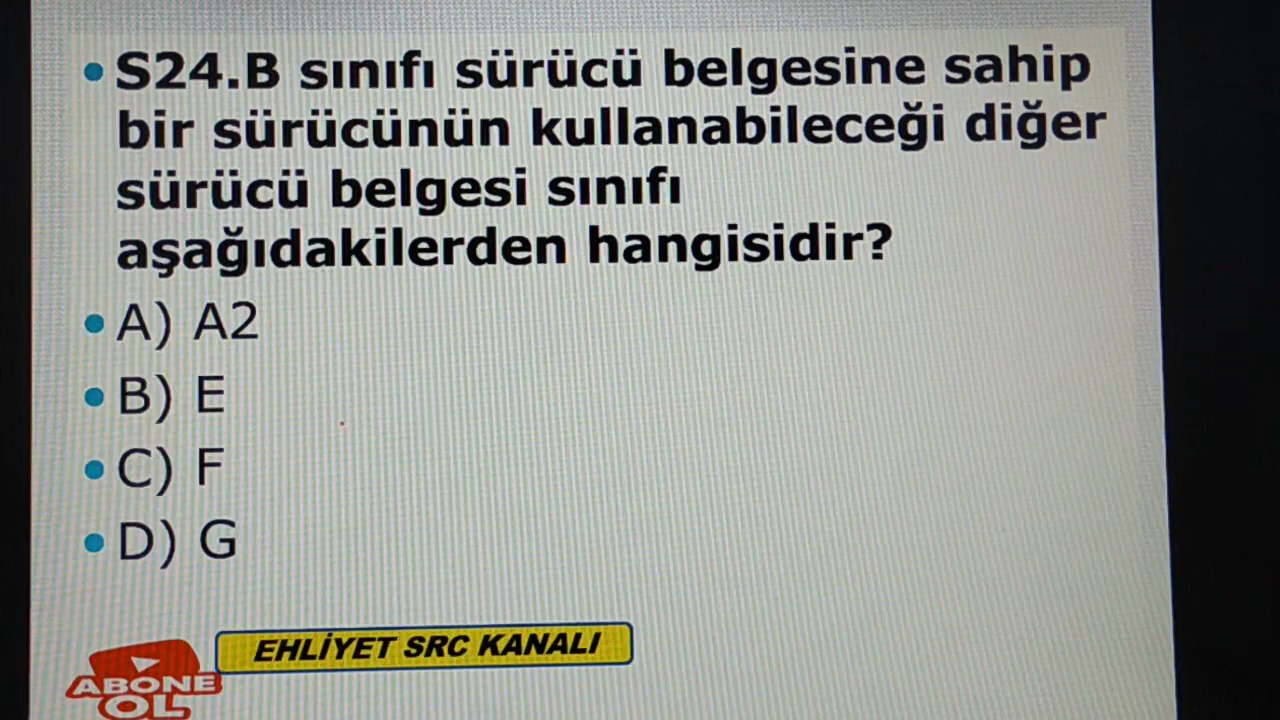 • S24.B sınıfı sürücü belgesine sahip
bir sürücünün kullanabileceği diğer
sürücü belgesi sınıfı
aşağıdakilerden hangisidir?
• A) A2
• B) E
• C) F
• D) G
EHLİYET SRC KANALI
ABONE
OL